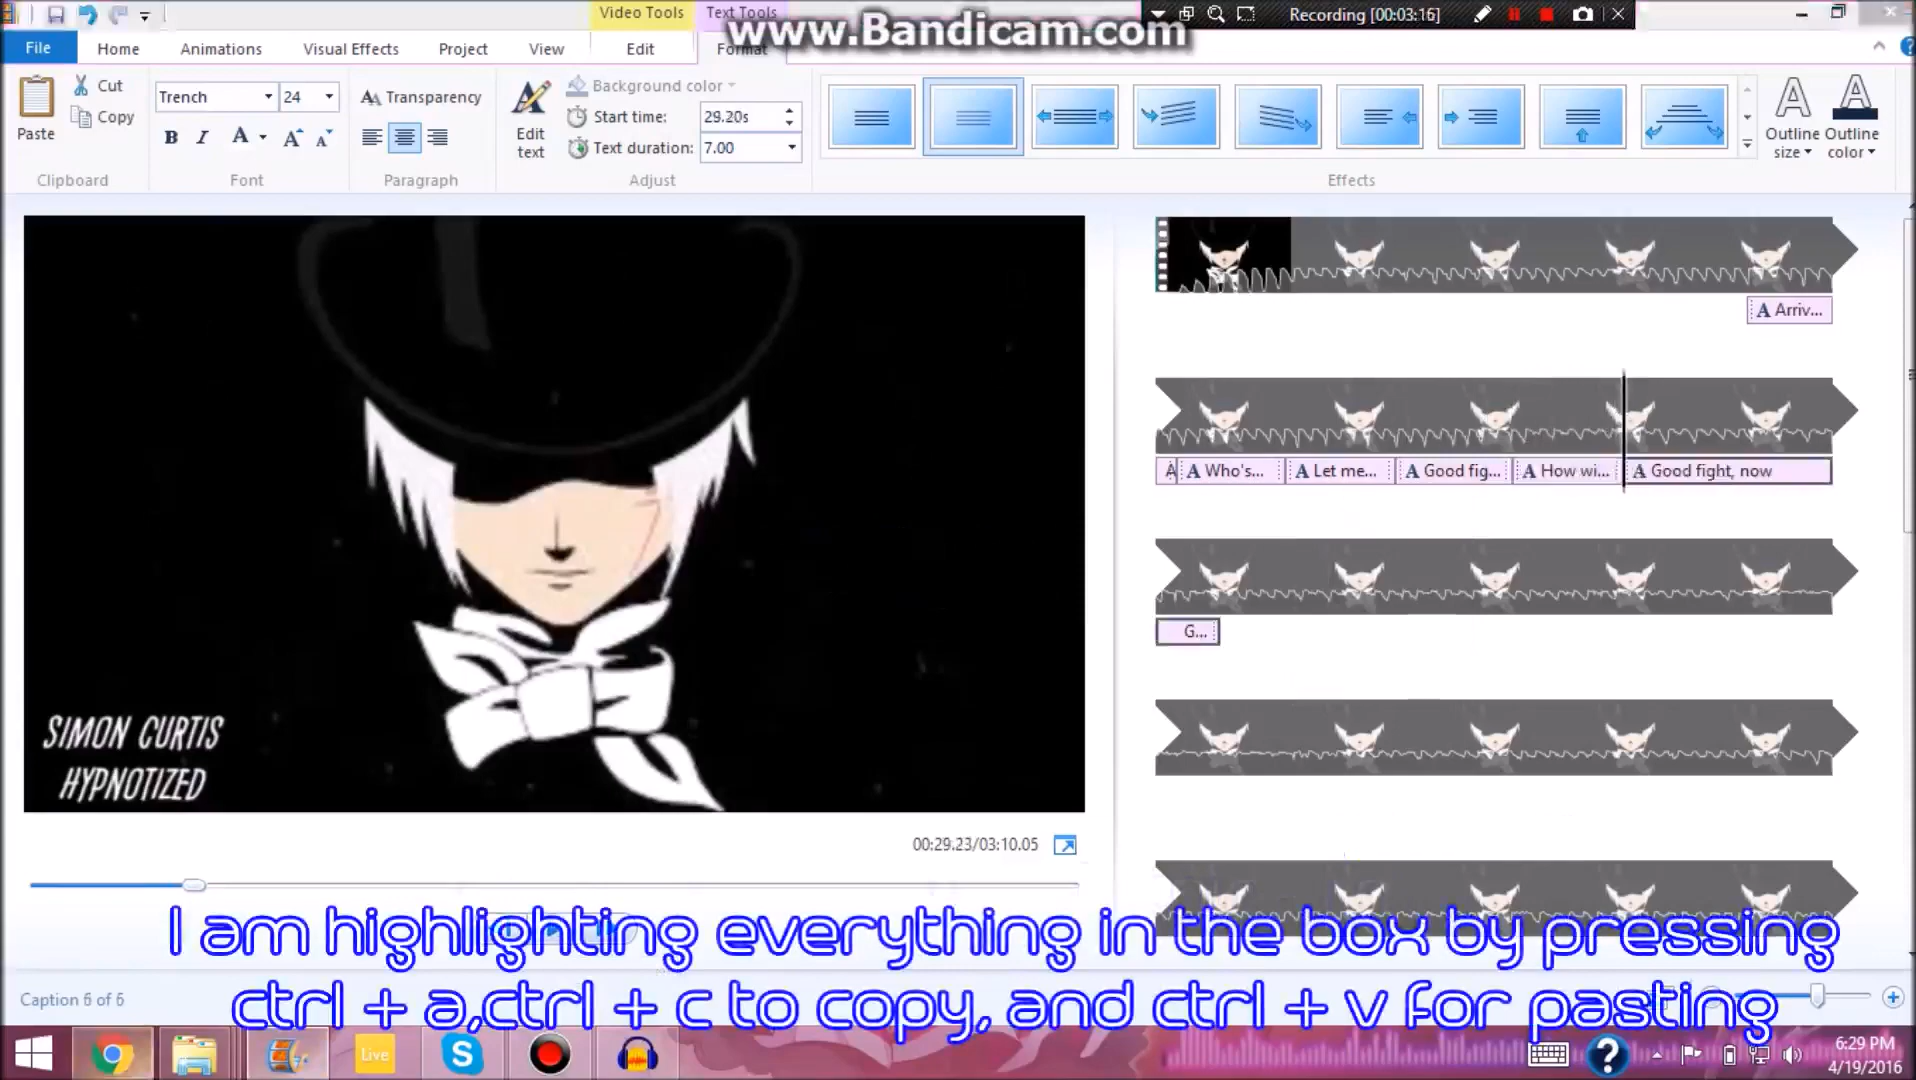 Video Tools
Text Tools
www.Bandicam.com
Recording [00:03:16]
File
Home
Animations
Visual Effects
Project
View
Edit
Format
Paste
Cut
Copy
Clipboard
Trench
24
B
I
A
A
A
Font
Transparency
Paragraph
Edit
text
Background color
Start time:
29.20s
Text duration:
7.00
Adjust
Effects
Outline
size
Outline
color
SIMON CURTIS
HYPNOTIZED
A Arriv...
A
A Who's...
A Let me...
A Good fig...
A How wi...
A Good fight, now
G...
00:29.23/03:10.05
I am highlighting everything in the box by pressing
ctrl + a,ctrl + c to copy, and ctrl + v for pasting
Caption 6 of 6
Live
S
?
6:29 PM
4/19/2016